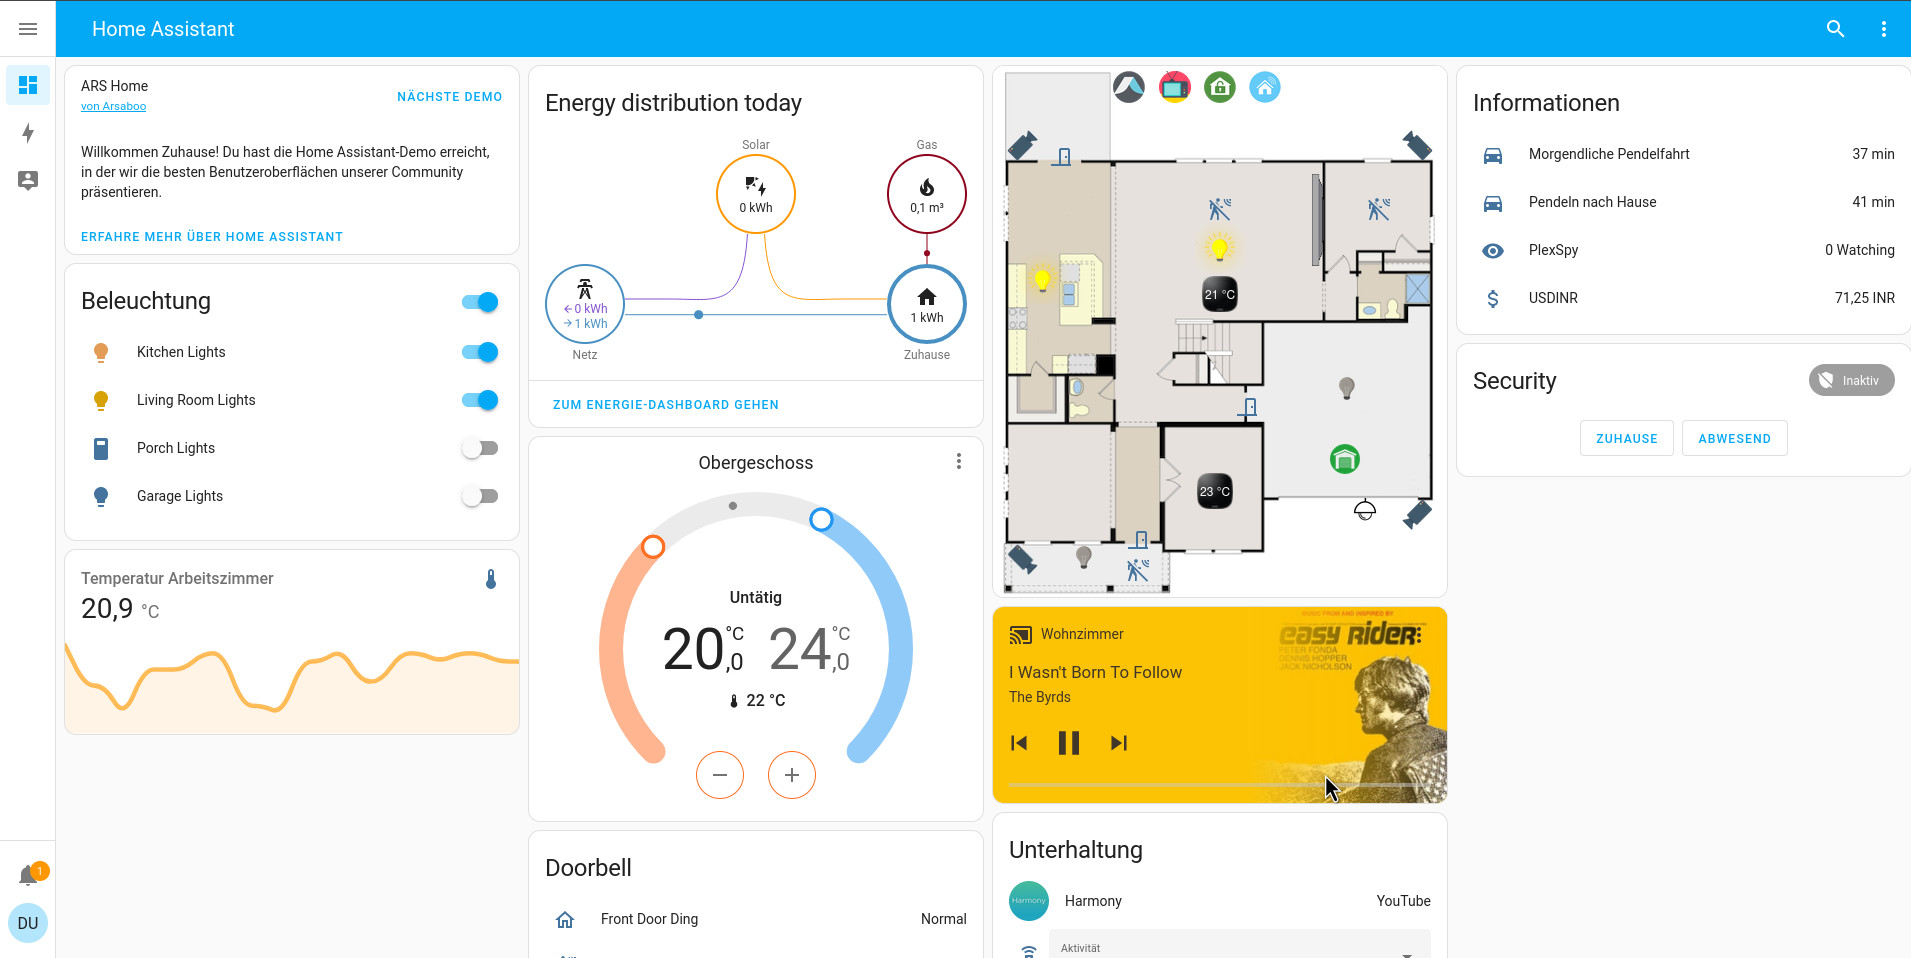 Home Assistant
ARS Home
von Arsaboo
NÄCHSTE DEMO
Willkommen Zuhause! Du hast die Home Assistant-Demo erreicht,
in der wir die besten Benutzeroberflächen unserer Community
präsentieren.
ERFAHRE MEHR ÜBER HOME ASSISTANT
Beleuchtung
Kitchen Lights
Living Room Lights
Porch Lights
Garage Lights
Temperatur Arbeitszimmer
20,9 °C
1
DU
Energy distribution today
Solar
Gas
0 kWh
0,1 m³
← 0 kWh
→ 1 kWh
1 kWh
Netz
Zuhause
ZUM ENERGIE-DASHBOARD GEHEN
Obergeschoss
Untätig
20,0 °C 24,0 °C
22 °C
Doorbell
Front Door Ding Normal
21 °C
23 °C
Wohnzimmer
I Wasn't Born To Follow
The Byrds
MUSIC FROM AND INSPIRED BY
easy rider
PETER FONDA
DENNIS HOPPER
JACK NICHOLSON
Unterhaltung
Harmony
Harmony YouTube
Aktivität
Informationen
Morgendliche Pendelfahrt 37 min
Pendeln nach Hause 41 min
PlexSpy 0 Watching
USDINR 71,25 INR
Security
Inaktiv
ZUHAUSE
ABWESEND